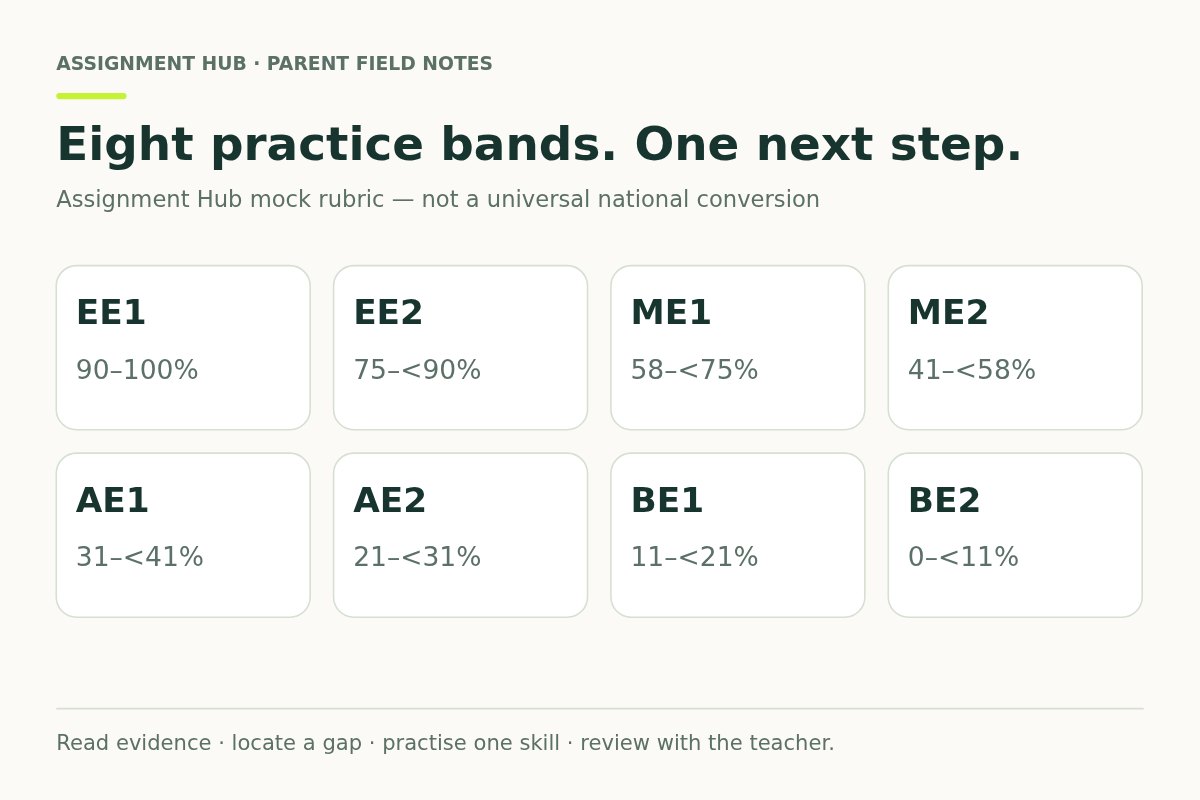 ASSIGNMENT HUB · PARENT FIELD NOTES
Eight practice bands. One next step.
Assignment Hub mock rubric — not a universal national conversion
EE1
90–100%
EE2
75–<90%
ME1
58–<75%
ME2
41–<58%
AE1
31–<41%
AE2
21–<31%
BE1
11–<21%
BE2
0–<11%
Read evidence · locate a gap · practise one skill · review with the teacher.